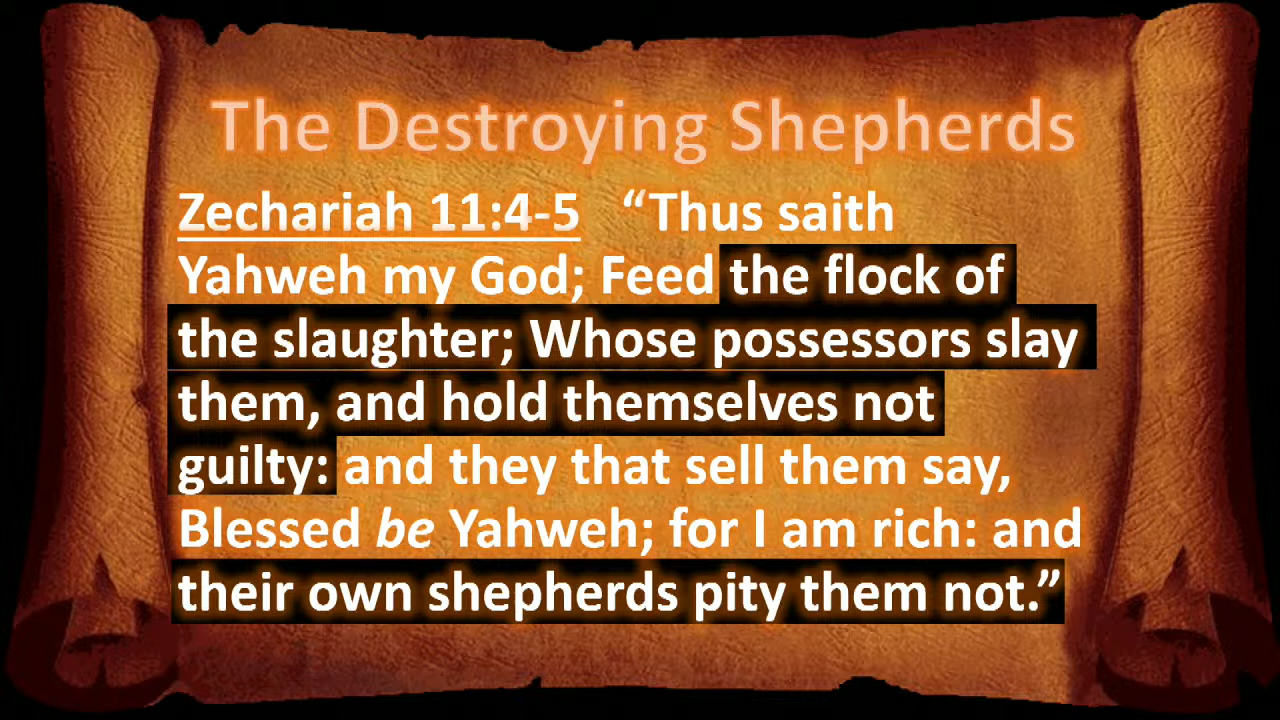 The Destroying Shepherds
Zechariah 11:4-5 “Thus saith
Yahweh my God; Feed the flock of
the slaughter; Whose possessors slay
them, and hold themselves not
guilty: and they that sell them say,
Blessed be Yahweh; for I am rich: and
their own shepherds pity them not.”